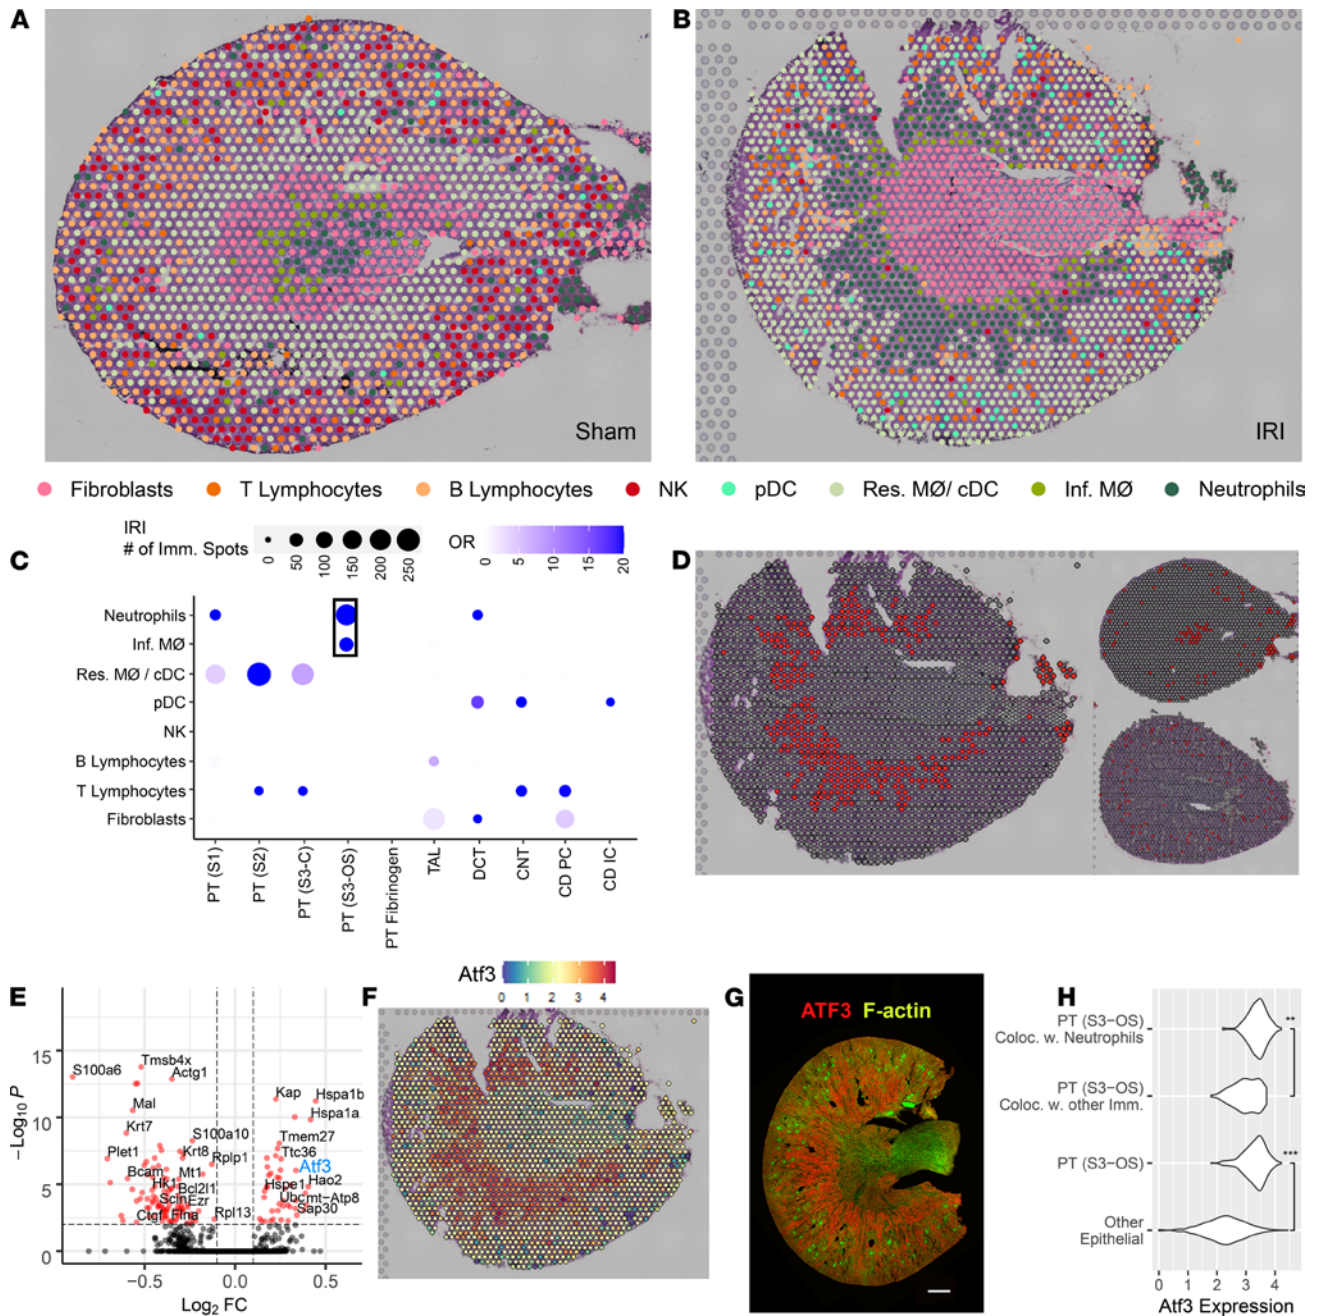 A
B
Sham
IRI
Fibroblasts T Lymphocytes B Lymphocytes NK pDC Res. MØ/ cDC Inf. MØ Neutrophils
C
IRI
# of Imm. Spots
0 50 100 150 200 250
OR
0 5 10 15 20
Neutrophils
Inf. MØ
Res. MØ / cDC
pDC
NK
B Lymphocytes
T Lymphocytes
Fibroblasts
PT (S1)
PT (S2)
PT (S3-C)
PT (S3-OS)
PT Fibrinogen
TAL
DCT
CNT
CD PC
CD IC
D
E
−Log10 P
15
10
5
0
S100a6
Tmsb4x
Actg1
Mal
Krt7
S100a10
Plet1
Krt8
Rplp1
Bcam
Mt1
Hk1
Bcl2l1
Scin
Ezr
Ctgf
Flna
Rpl13
Kap
Hspa1b
Hspa1a
Tmem27
Ttc36
Atf3
Hspe1
Hao2
Ubcmt-Atp8
Sap30
−0.5 0.0 0.5
Log2 FC
F
Atf3
0 1 2 3 4
G
ATF3 F-actin
H
PT (S3−OS)
Coloc. w. Neutrophils
PT (S3−OS)
Coloc. w. other Imm.
PT (S3−OS)
Other
Epithelial
**
***
0 1 2 3 4
Atf3 Expression